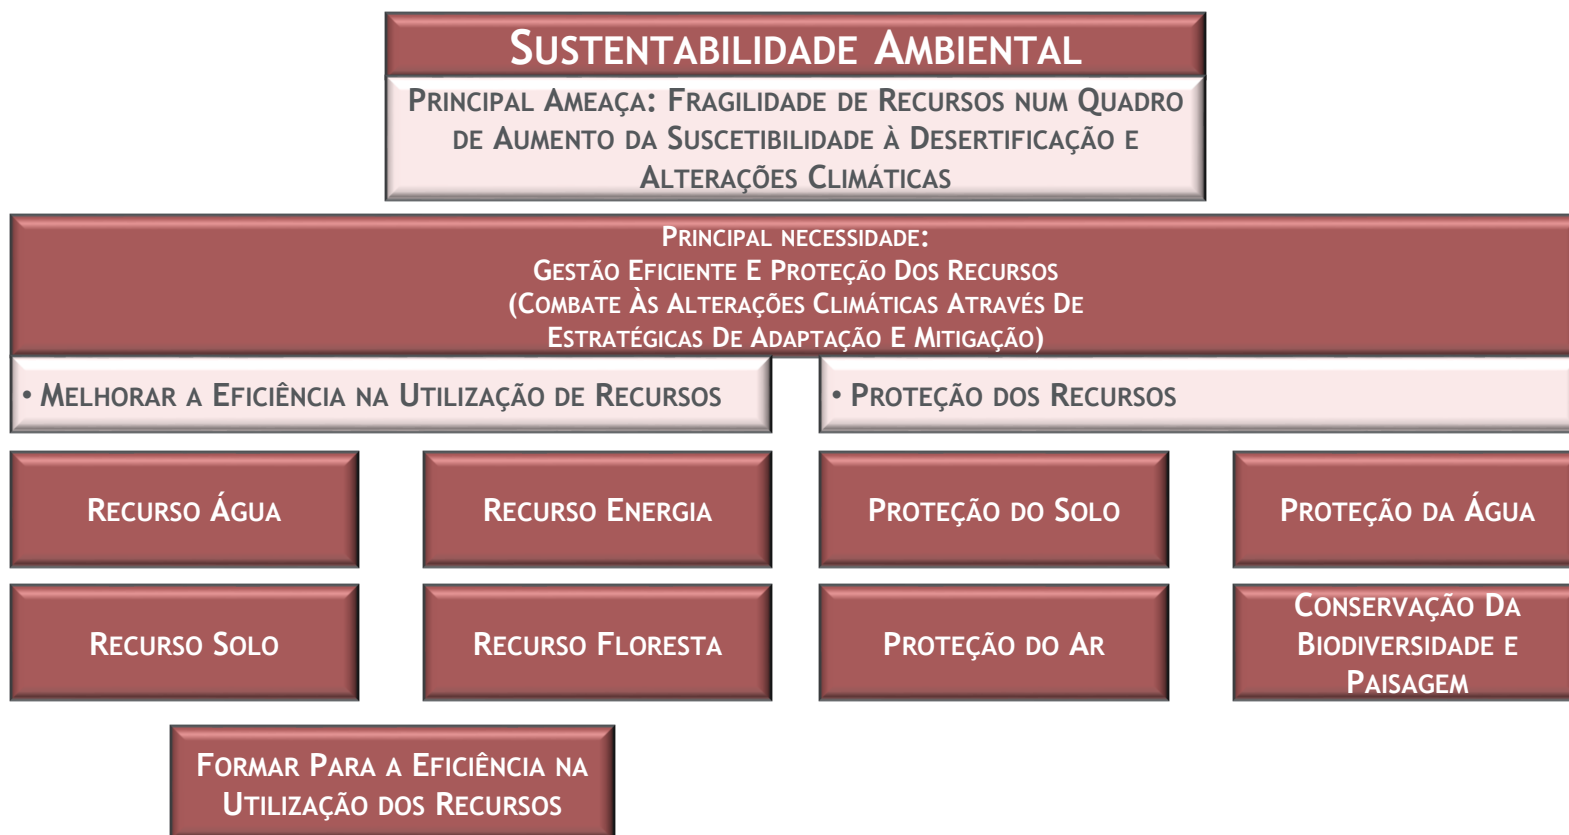 Sustentabilidade Ambiental
Principal Ameaça: Fragilidade de Recursos num Quadro
de Aumento da Suscetibilidade à Desertificação e
Alterações Climáticas
Principal necessidade:
Gestão Eficiente E Proteção Dos Recursos
(Combate Às Alterações Climáticas Através De
Estratégicas De Adaptação E Mitigação)
• Melhorar a Eficiência na Utilização de Recursos
• Proteção dos Recursos
Recurso Água
Recurso Energia
Proteção do Solo
Proteção da Água
Recurso Solo
Recurso Floresta
Proteção do Ar
Conservação Da
Biodiversidade e
Paisagem
Formar Para a Eficiência na
Utilização dos Recursos